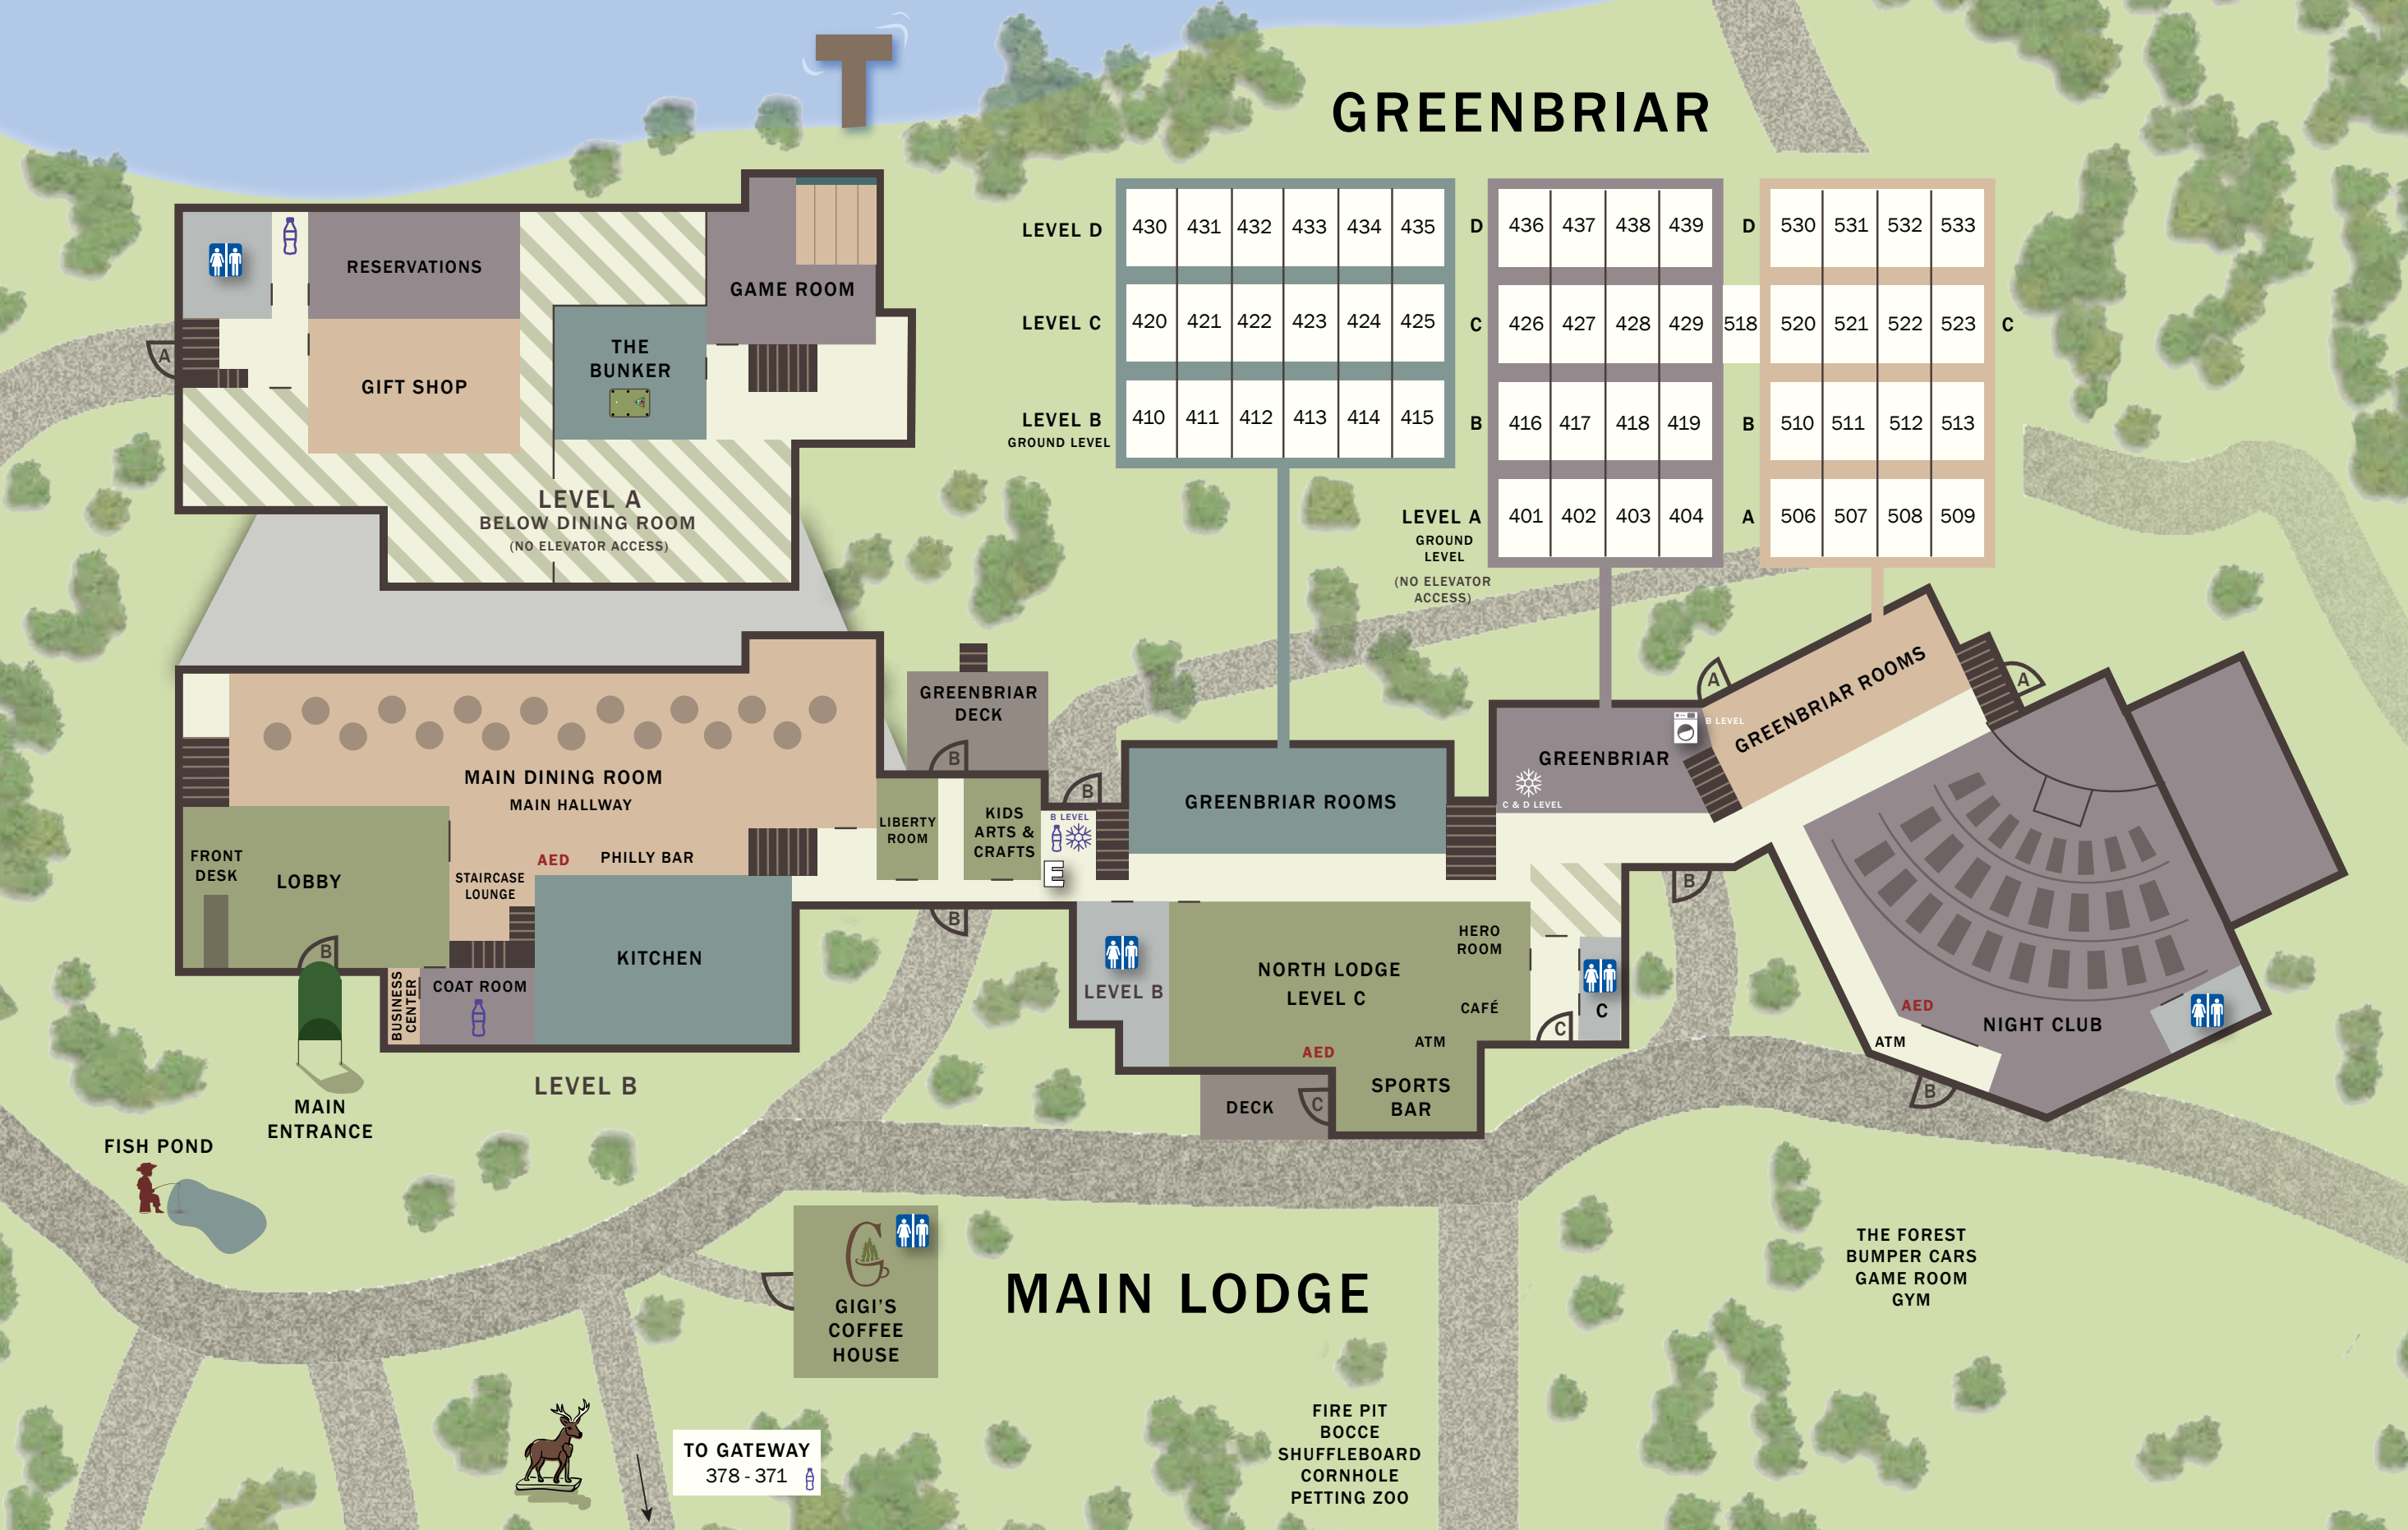 GREENBRIAR
LEVEL D
430 431 432 433 434 435
D
436 437 438 439
D
530 531 532 533
LEVEL C
420 421 422 423 424 425
C
426 427 428 429
518
520 521 522 523
C
LEVEL B
GROUND LEVEL
410 411 412 413 414 415
B
416 417 418 419
B
510 511 512 513
LEVEL A
GROUND
LEVEL
(NO ELEVATOR
ACCESS)
401 402 403 404
A
506 507 508 509
RESERVATIONS
GAME ROOM
A
GIFT SHOP
THE
BUNKER
LEVEL A
BELOW DINING ROOM
(NO ELEVATOR ACCESS)
MAIN DINING ROOM
MAIN HALLWAY
AED
PHILLY BAR
FRONT
DESK
LOBBY
STAIRCASE
LOUNGE
B
KITCHEN
BUSINESS
CENTER
COAT ROOM
LEVEL B
MAIN
ENTRANCE
FISH POND
GREENBRIAR
DECK
B
LIBERTY
ROOM
KIDS
ARTS &
CRAFTS
B
B LEVEL
E
B
GREENBRIAR ROOMS
GREENBRIAR
C & D LEVEL
B LEVEL
A
GREENBRIAR ROOMS
A
LEVEL B
NORTH LODGE
LEVEL C
HERO
ROOM
CAFÉ
ATM
AED
SPORTS
BAR
DECK
C
C
C
B
AED
NIGHT CLUB
ATM
B
GIGI'S
COFFEE
HOUSE
MAIN LODGE
THE FOREST
BUMPER CARS
GAME ROOM
GYM
TO GATEWAY
378 - 371
FIRE PIT
BOCCE
SHUFFLEBOARD
CORNHOLE
PETTING ZOO